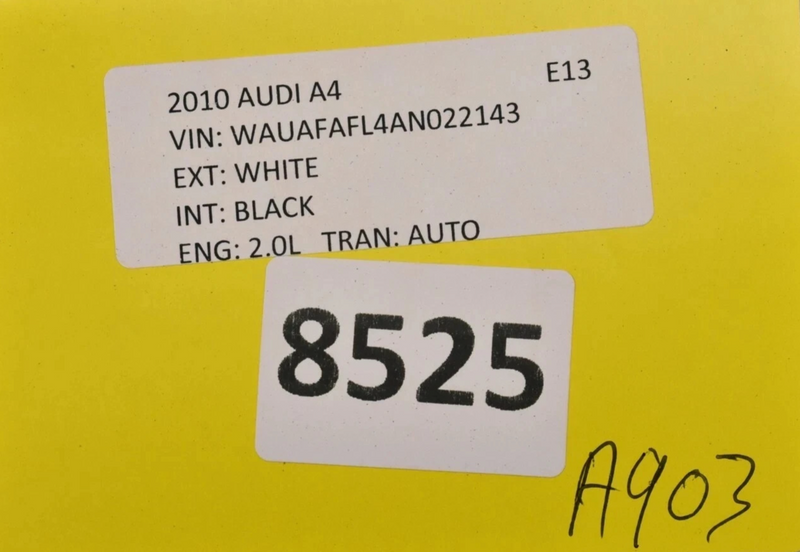 2010 AUDI A4 E13
VIN: WAUAFAFL4AN022143
EXT: WHITE
INT: BLACK
ENG: 2.0L TRAN: AUTO
8525
A903